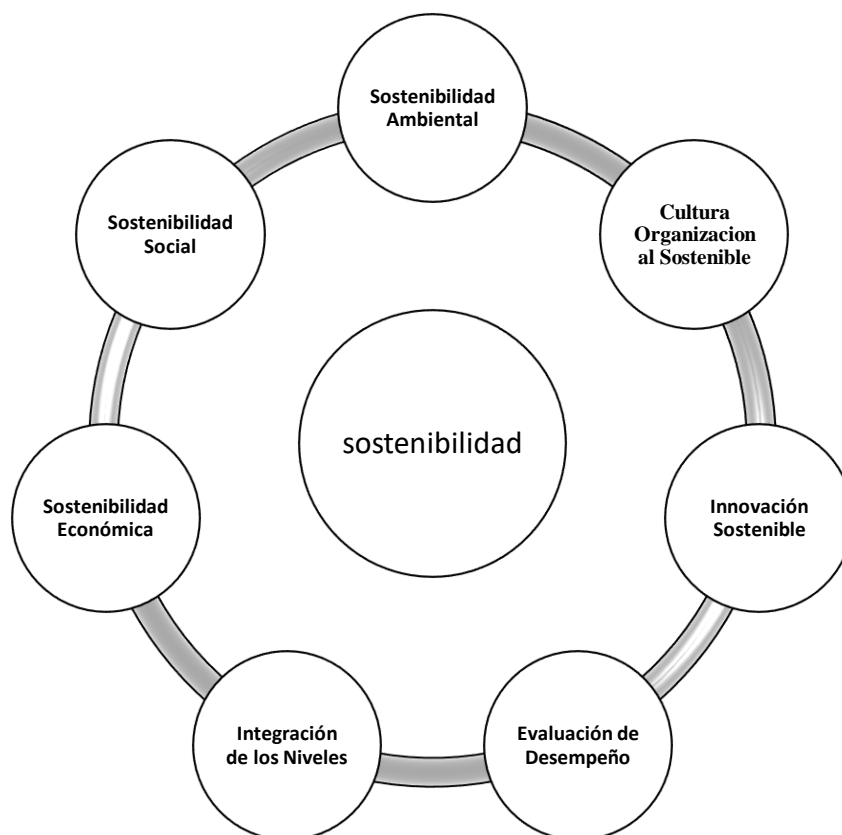 Sostenibilidad
Ambiental
Cultura
Organizacion
al Sostenible
Innovación
Sostenible
Evaluación de
Desempeño
Integración
de los Niveles
Sostenibilidad
Económica
Sostenibilidad
Social
sostenibilidad